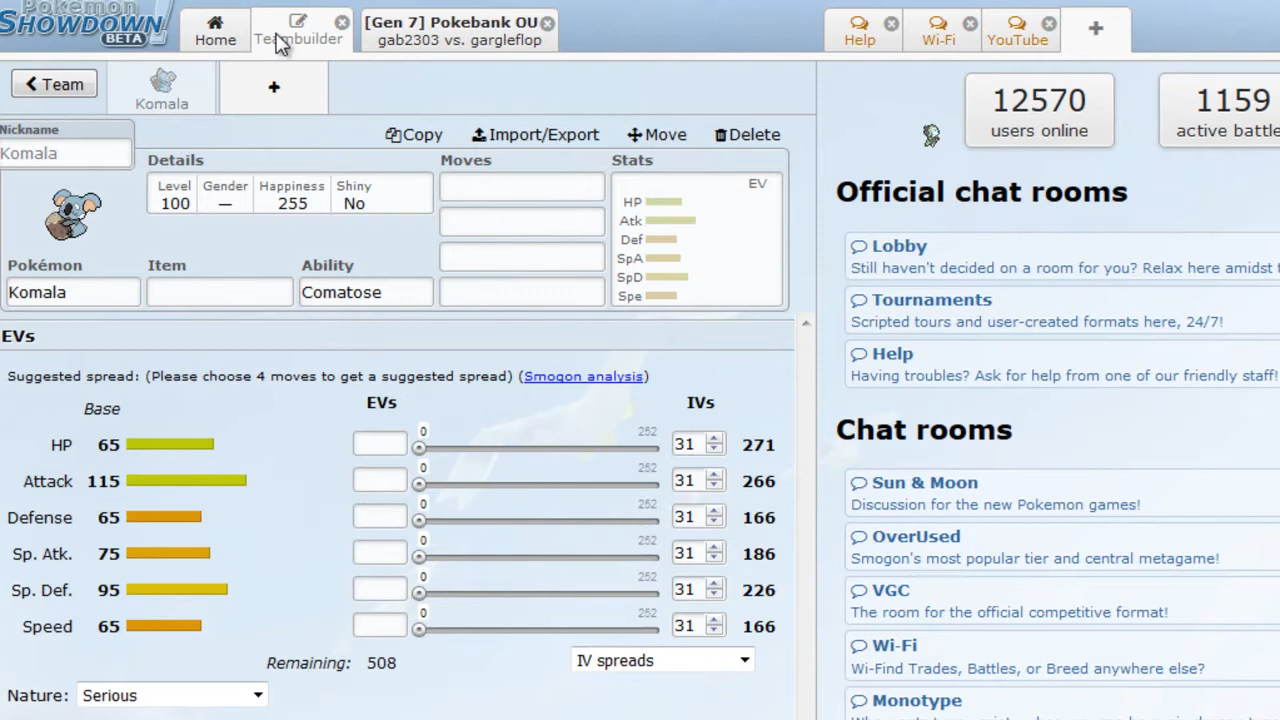 Pokémon
SHOWDOWN
BETA
Home
Teambuilder
[Gen 7] Pokebank OU
gab2303 vs. gargleflop
Help
Wi-Fi
YouTube
+
Team
Komala
+
12570
users online
1159
active battle
Nickname
Komala
Copy
Import/Export
Move
Delete
Details
Moves
Stats
Level
Gender
Happiness
Shiny
100
—
255
No
EV
HP
Atk
Def
SpA
SpD
Spe
Pokémon
Item
Ability
Komala
Comatose
Official chat rooms
Lobby
Still haven't decided on a room for you? Relax here amidst t
Tournaments
Scripted tours and user-created formats here, 24/7!
Help
Having troubles? Ask for help from one of our friendly staff!
Chat rooms
Sun & Moon
Discussion for the new Pokemon games!
OverUsed
Smogon's most popular tier and central metagame!
VGC
The room for the official competitive format!
Wi-Fi
Wi-Find Trades, Battles, or Breed anywhere else?
Monotype
EVs
Suggested spread: (Please choose 4 moves to get a suggested spread) (Smogon analysis)
Base
EVs
IVs
HP 65 0 252 31 271
Attack 115 0 252 31 266
Defense 65 0 252 31 166
Sp. Atk. 75 0 252 31 186
Sp. Def. 95 0 252 31 226
Speed 65 0 252 31 166
Remaining: 508
IV spreads
Nature: Serious